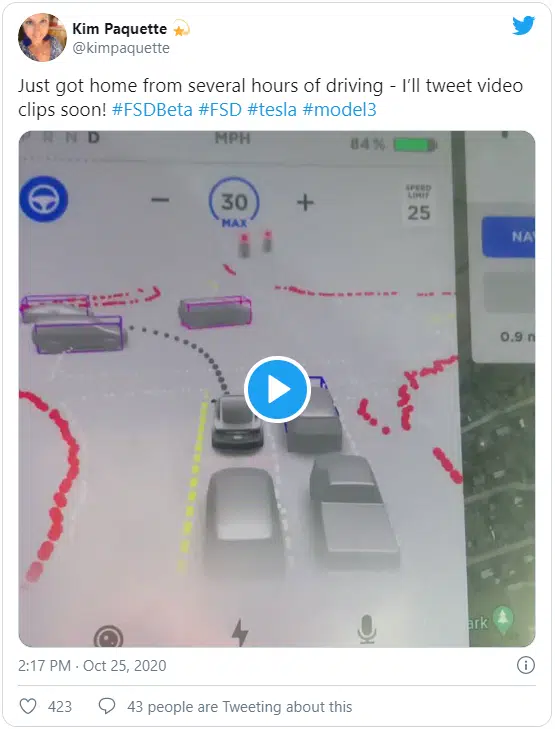 Kim Paquette 💫
@kimpaquette
Just got home from several hours of driving - I'll tweet video
clips soon! #FSDBeta #FSD #tesla #model3
R N D
MPH
84 %
30
MAX
SPEED
LIMIT
25
NA
0.9 m
ark
2:17 PM · Oct 25, 2020
423
43 people are Tweeting about this